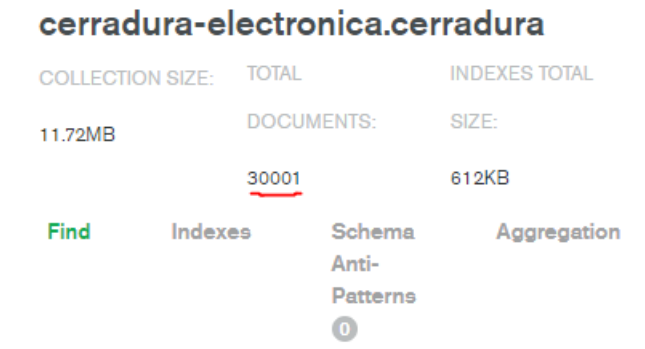 cerradura-electronica.cerradura
COLLECTION SIZE:
11.72MB
TOTAL
DOCUMENTS:
30001
INDEXES TOTAL
SIZE:
612KB
Find
Indexes
Schema
Anti-
Patterns
0
Aggregation